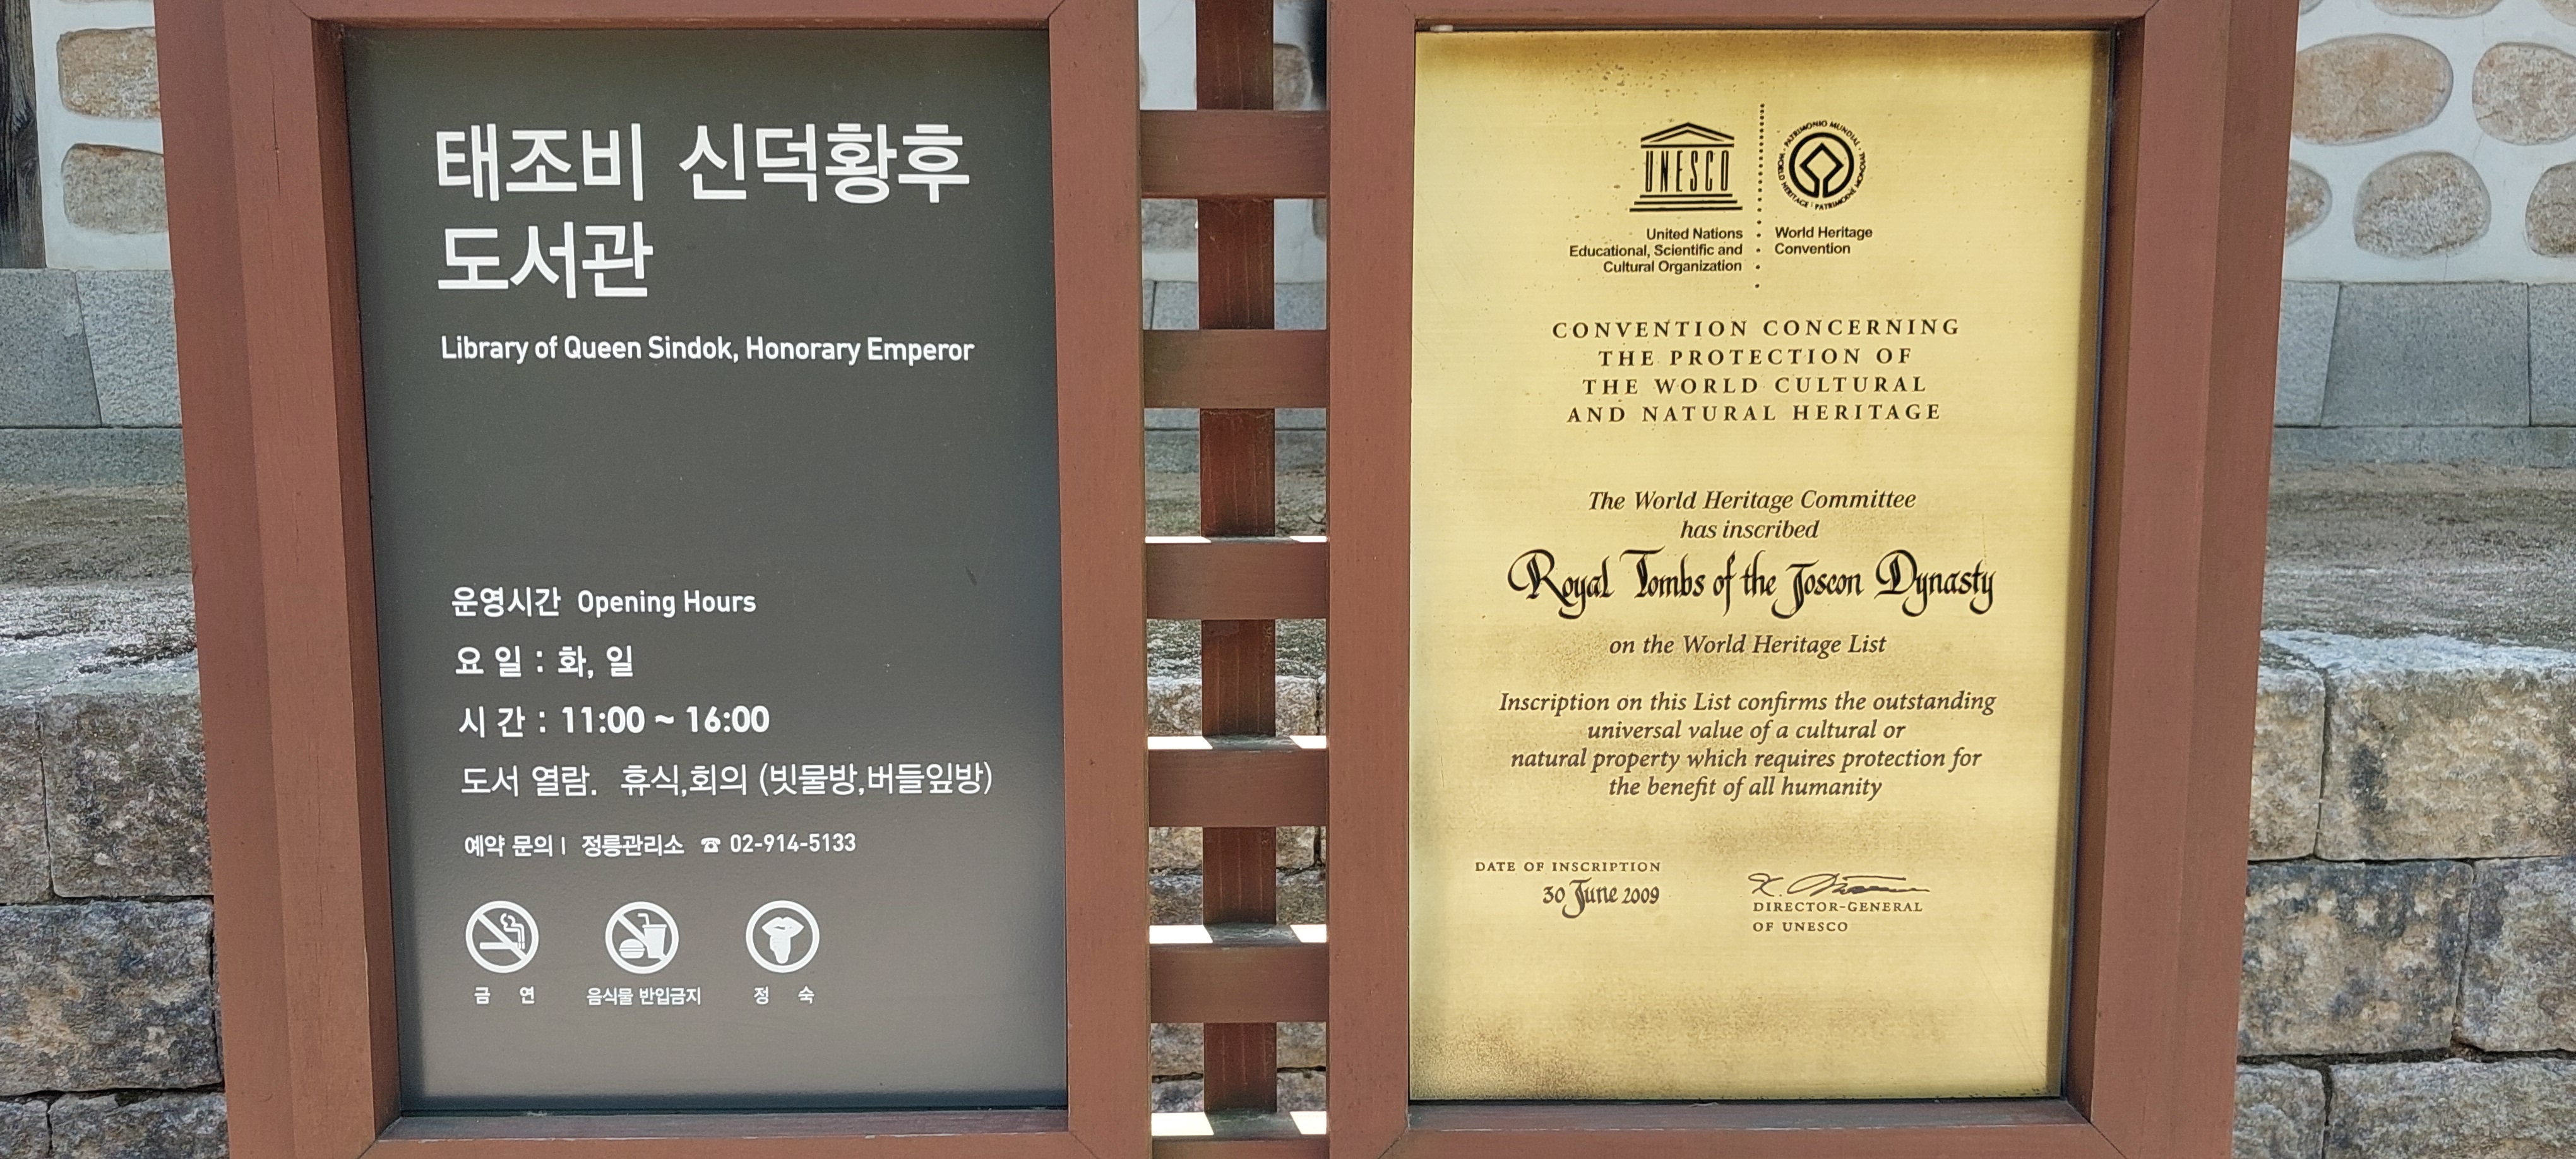 태조비 신덕황후
도서관
Library of Queen Sindok, Honorary Emperor
운영시간 Opening Hours
요 일 : 화, 일
시 간 : 11:00 ~ 16:00
도서 열람. 휴식,회의 (빗물방,버들잎방)
예약 문의 | 정릉관리소 ☎ 02-914-5133
금 연
음식물 반입금지
정 숙
UNESCO
WORLD HERITAGE • PATRIMOINE MONDIAL • PATRIMONIO MUNDIAL
United Nations
Educational, Scientific and
Cultural Organization
World Heritage
Convention
CONVENTION CONCERNING
THE PROTECTION OF
THE WORLD CULTURAL
AND NATURAL HERITAGE
The World Heritage Committee
has inscribed
Royal Tombs of the Joseon Dynasty
on the World Heritage List
Inscription on this List confirms the outstanding
universal value of a cultural or
natural property which requires protection for
the benefit of all humanity
DATE OF INSCRIPTION
30 June 2009
DIRECTOR-GENERAL
OF UNESCO